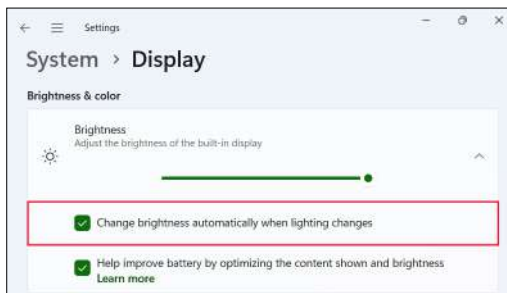 Settings
System > Display
Brightness & color
Brightness
Adjust the brightness of the built-in display
Change brightness automatically when lighting changes
Help improve battery by optimizing the content shown and brightness
Learn more